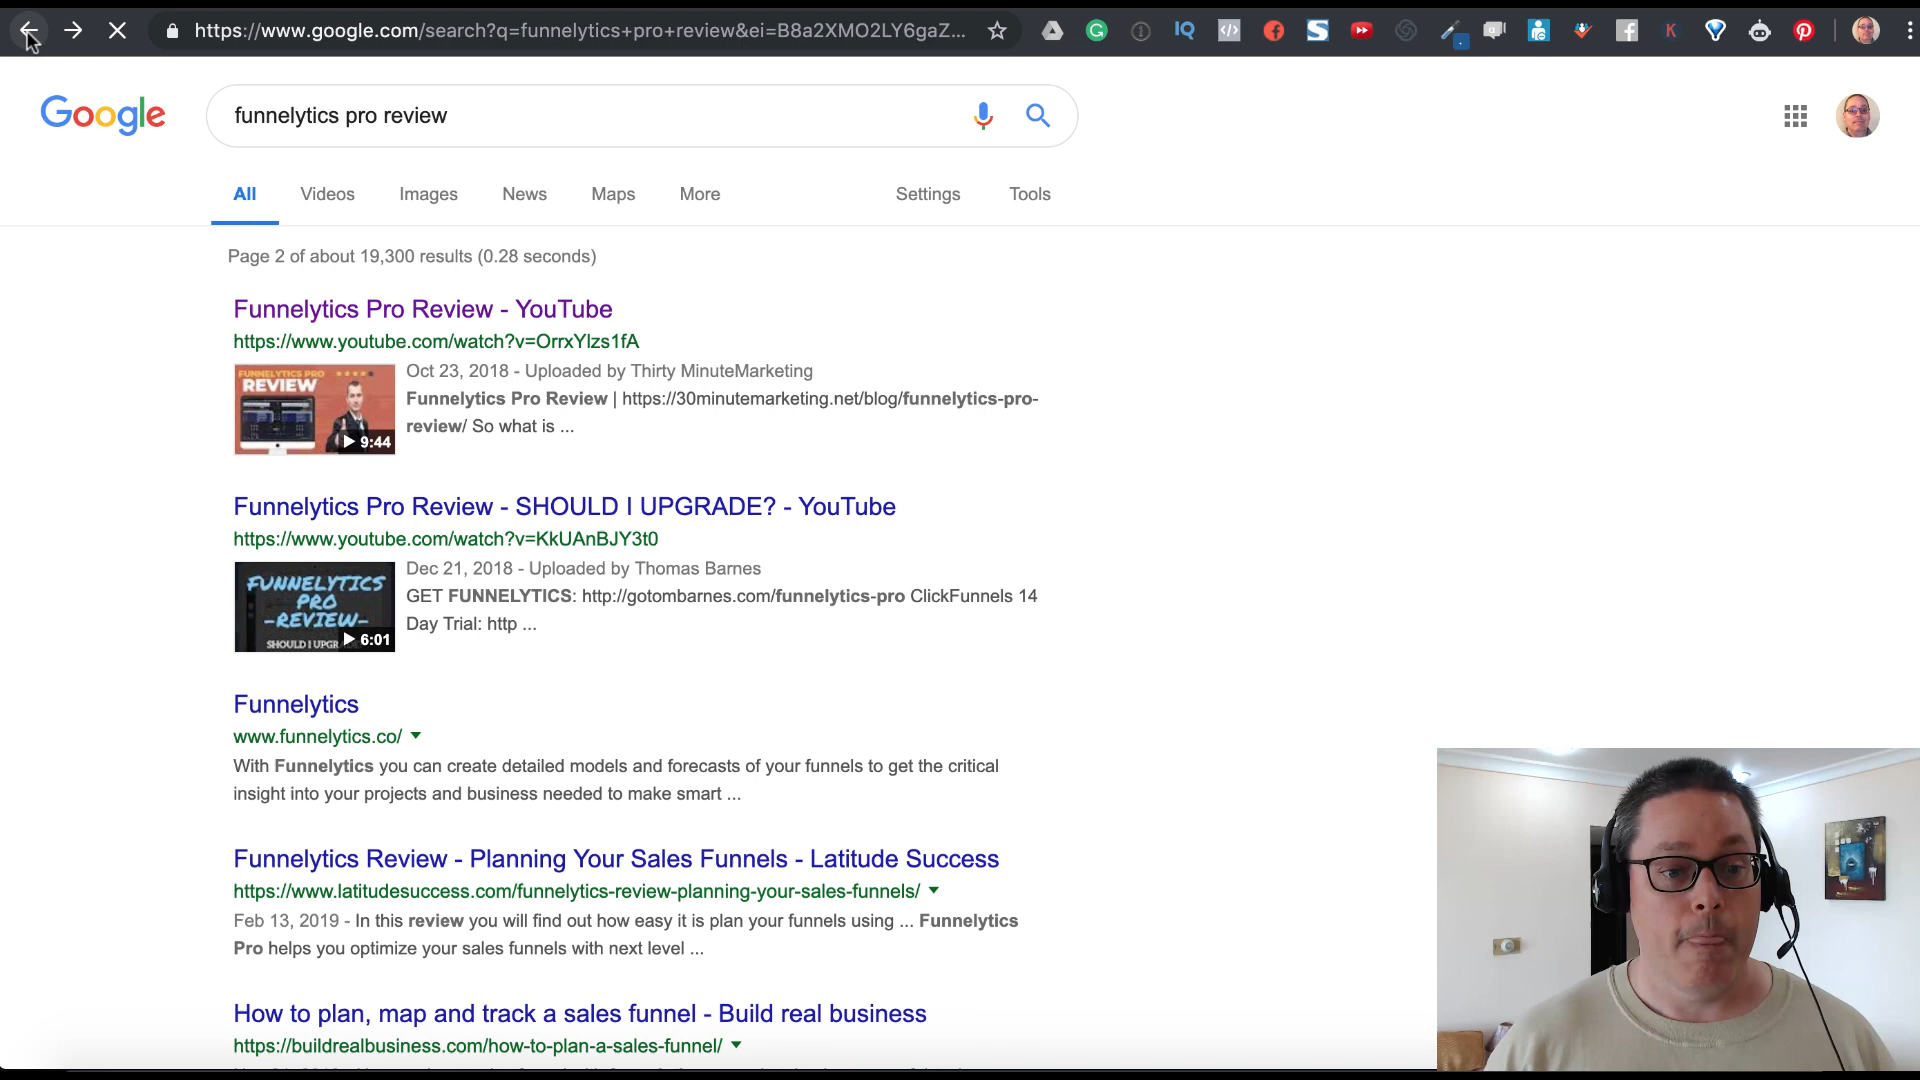 https://www.google.com/search?q=funnelytics+pro+review&ei=B8a2XMO2LY6gaZ...
Google
funnelytics pro review
All Videos Images News Maps More Settings Tools
Page 2 of about 19,300 results (0.28 seconds)
Funnelytics Pro Review - YouTube
https://www.youtube.com/watch?v=OrrxYlzs1fA
Oct 23, 2018 - Uploaded by Thirty MinuteMarketing
Funnelytics Pro Review | https://30minutemarketing.net/blog/funnelytics-pro-
review/ So what is ...
FUNNELYTICS PRO
REVIEW
9:44
Funnelytics Pro Review - SHOULD I UPGRADE? - YouTube
https://www.youtube.com/watch?v=KkUAnBJY3t0
Dec 21, 2018 - Uploaded by Thomas Barnes
GET FUNNELYTICS: http://gotombarnes.com/funnelytics-pro ClickFunnels 14
Day Trial: http ...
FUNNELYTICS
PRO
-REVIEW-
SHOULD I UPGR
6:01
Funnelytics
www.funnelytics.co/
With Funnelytics you can create detailed models and forecasts of your funnels to get the critical
insight into your projects and business needed to make smart ...
Funnelytics Review - Planning Your Sales Funnels - Latitude Success
https://www.latitudesuccess.com/funnelytics-review-planning-your-sales-funnels/
Feb 13, 2019 - In this review you will find out how easy it is plan your funnels using ... Funnelytics
Pro helps you optimize your sales funnels with next level ...
How to plan, map and track a sales funnel - Build real business
https://buildrealbusiness.com/how-to-plan-a-sales-funnel/